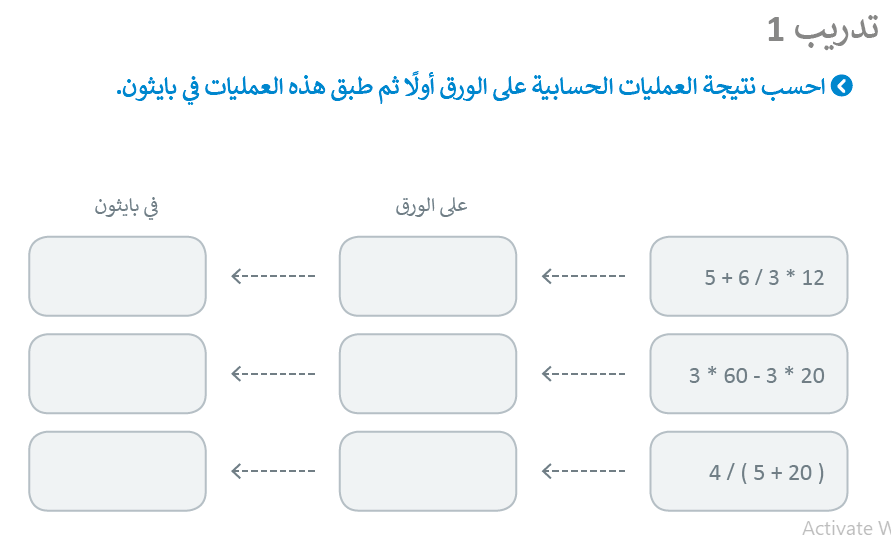 تدريب 1
احسب نتيجة العمليات الحسابية على الورق أولًا ثم طبق هذه العمليات في بايثون.
على الورق
في بايثون
5 + 6 / 3 * 12
3 * 60 - 3 * 20
4 / ( 5 + 20 )
Activate W